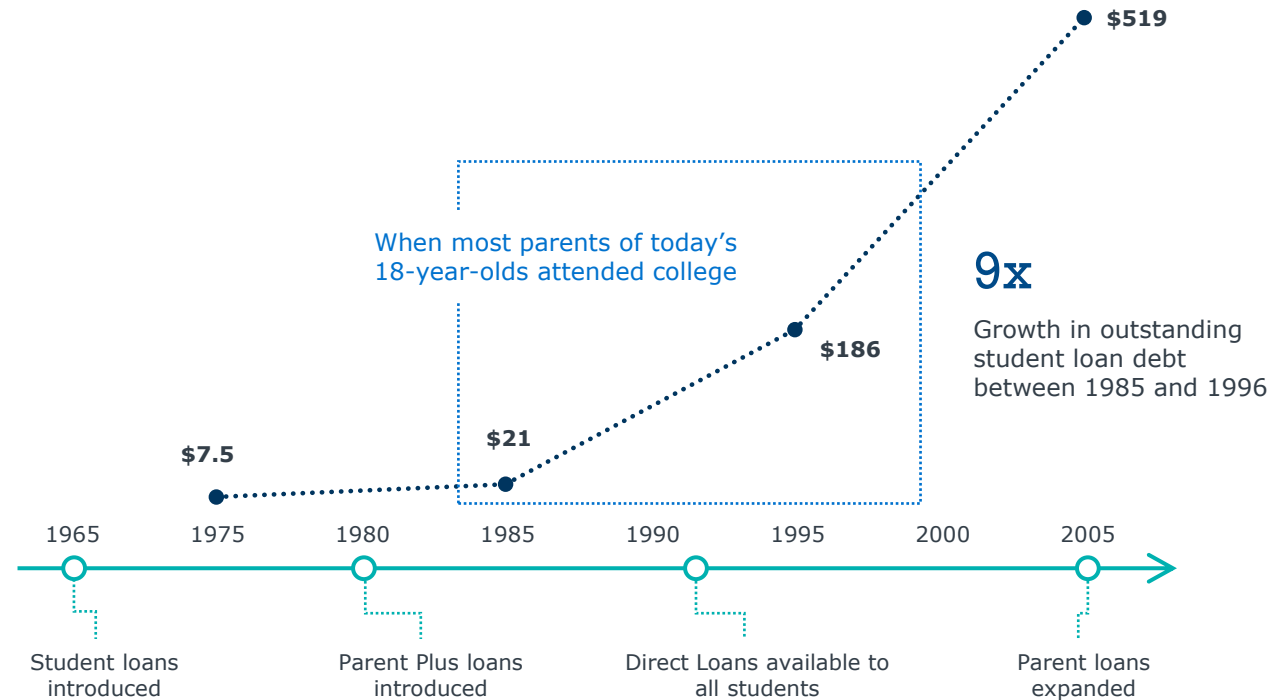 $519
When most parents of today's
18-year-olds attended college
9x
Growth in outstanding
student loan debt
between 1985 and 1996
$186
$21
$7.5
1965 1975 1980 1985 1990 1995 2000 2005
Student loans
introduced
Parent Plus loans
introduced
Direct Loans available to
all students
Parent loans
expanded